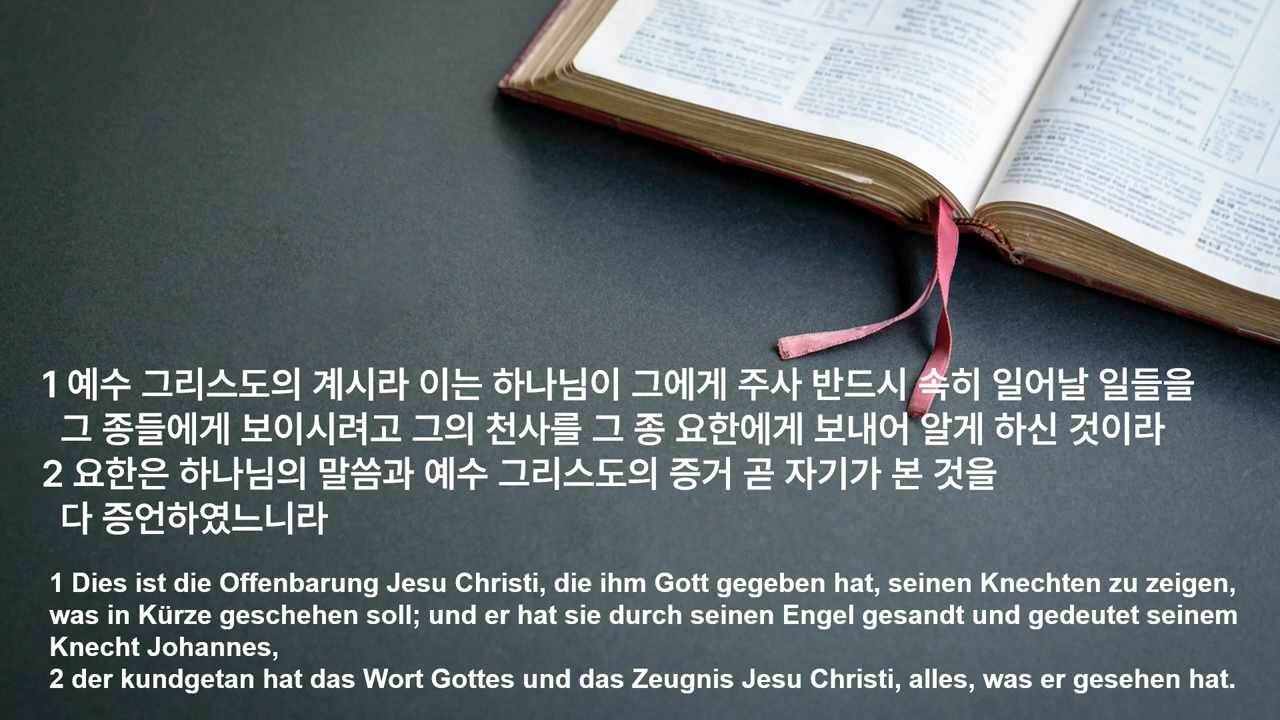 1 예수 그리스도의 계시라 이는 하나님이 그에게 주사 반드시 속히 일어날 일들을
그 종들에게 보이시려고 그의 천사를 그 종 요한에게 보내어 알게 하신 것이라
2 요한은 하나님의 말씀과 예수 그리스도의 증거 곧 자기가 본 것을
다 증언하였느니라
1 Dies ist die Offenbarung Jesu Christi, die ihm Gott gegeben hat, seinen Knechten zu zeigen,
was in Kürze geschehen soll; und er hat sie durch seinen Engel gesandt und gedeutet seinem
Knecht Johannes,
2 der kundgetan hat das Wort Gottes und das Zeugnis Jesu Christi, alles, was er gesehen hat.